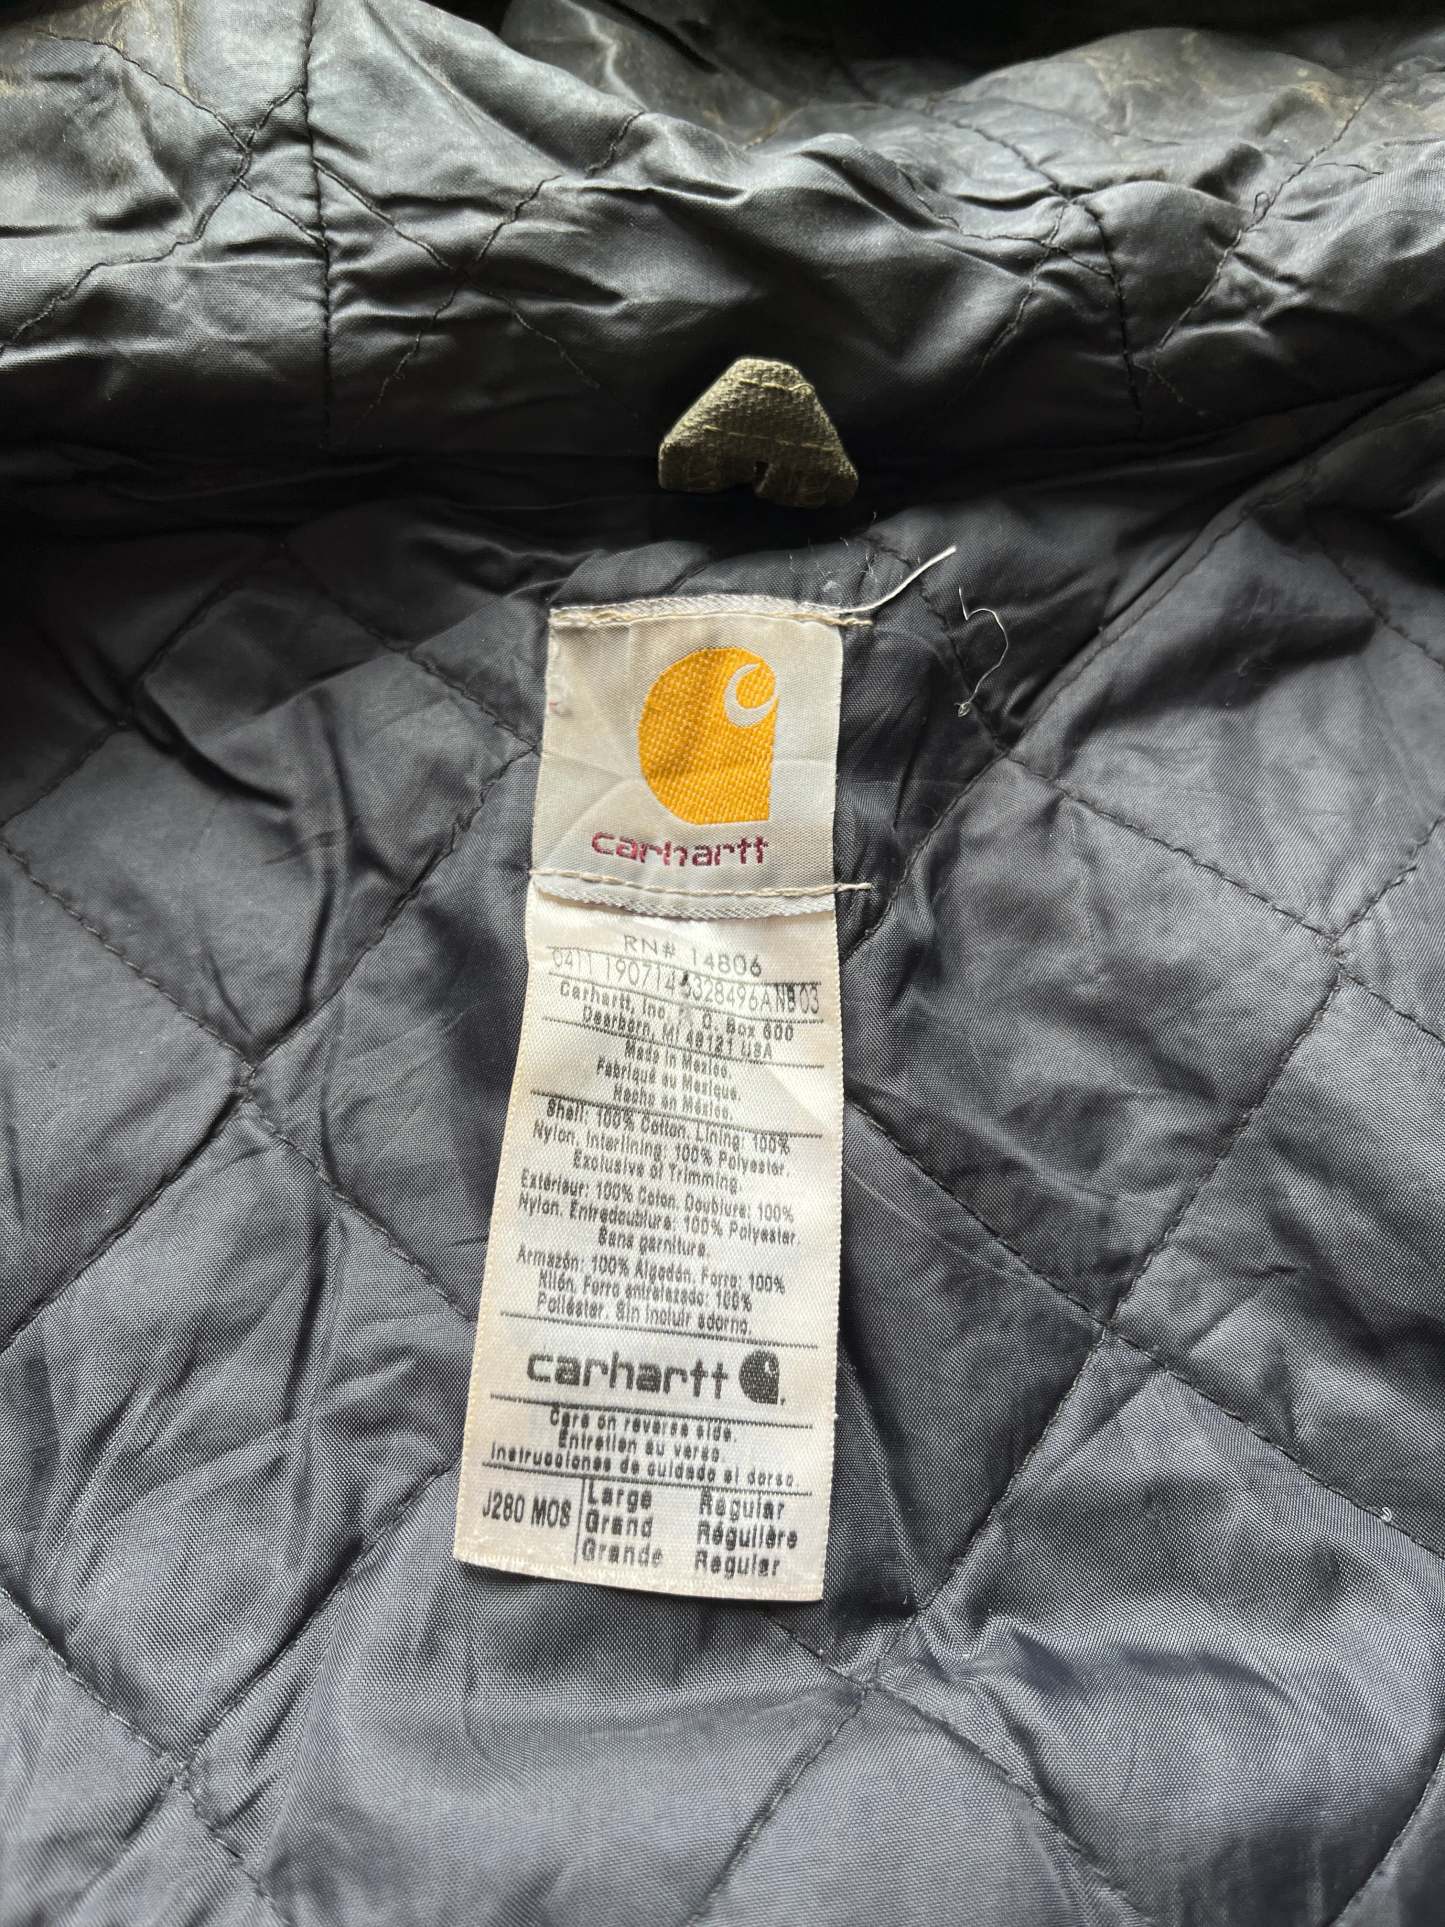 carhartt
RN# 14806
0411 1907146328496ANB03
Carhartt, Inc. P. O. Box 600
Dearborn, MI 48121 USA
Made in Mexico.
Fabriqué au Mexique.
Hecho en México.
Shell: 100% Cotton. Lining: 100%
Nylon. Interlining: 100% Polyester.
Exclusive of Trimming.
Extérieur: 100% Coton. Doublure: 100%
Nylon. Entredoublure: 100% Polyester.
Sans garniture.
Armazón: 100% Algodón. Forro: 100%
Nilón. Forro entrelazado: 100%
Poliéster. Sin incluir adorno.
carhartt
Care on reverse side.
Entretien au verso.
Instrucciones de cuidado al dorso.
J280 MOS
Large Regular
Grand Régulière
Grande Regular